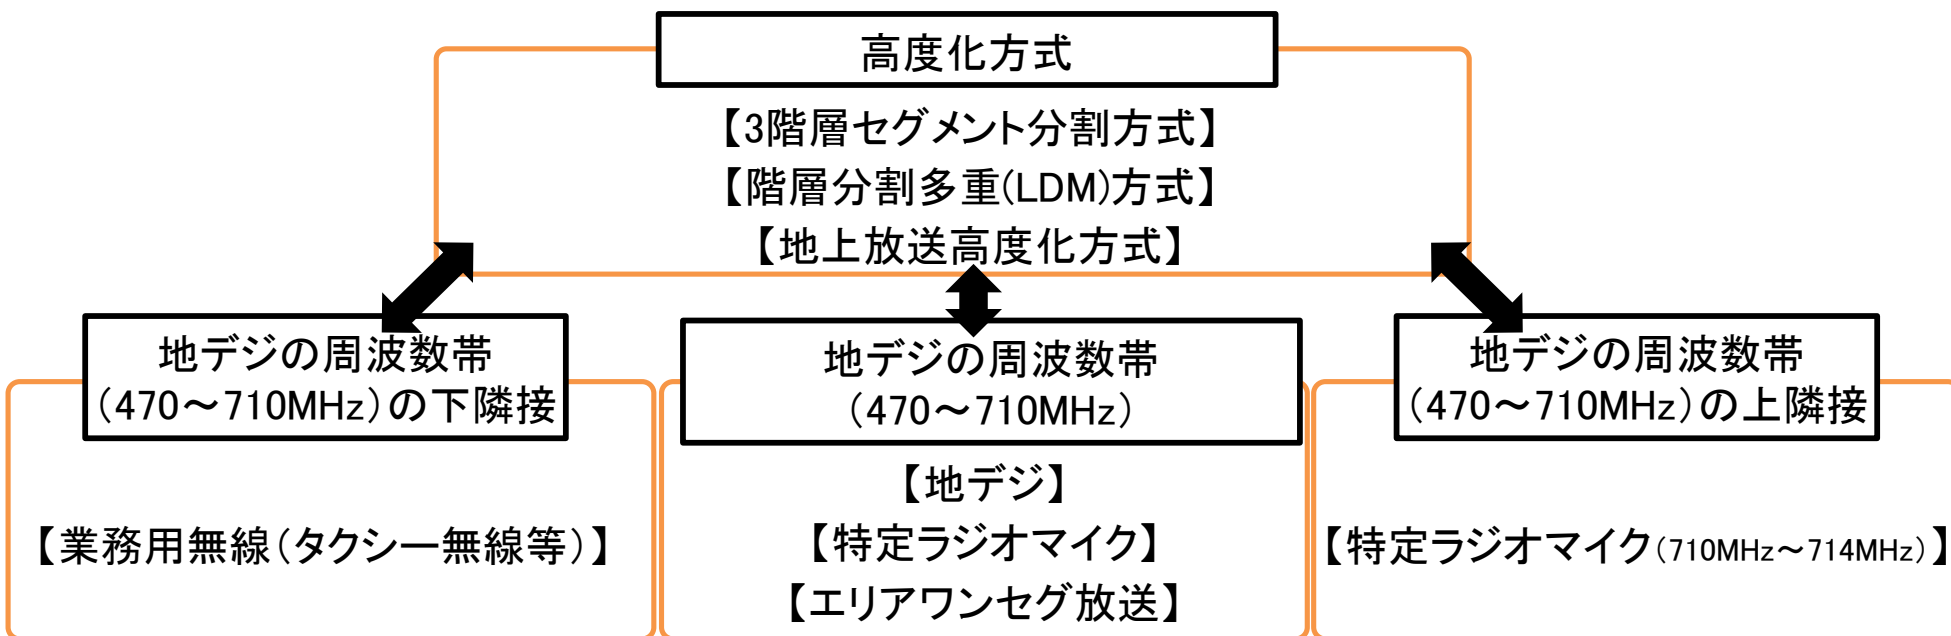 高度化方式
【3階層セグメント分割方式】
【階層分割多重(LDM)方式】
【地上放送高度化方式】
地デジの周波数帯
(470~710MHz)の下隣接
【業務用無線(タクシー無線等)】
地デジの周波数帯
(470~710MHz)
【地デジ】
【特定ラジオマイク】
【エリアワンセグ放送】
地デジの周波数帯
(470~710MHz)の上隣接
【特定ラジオマイク(710MHz~714MHz)】